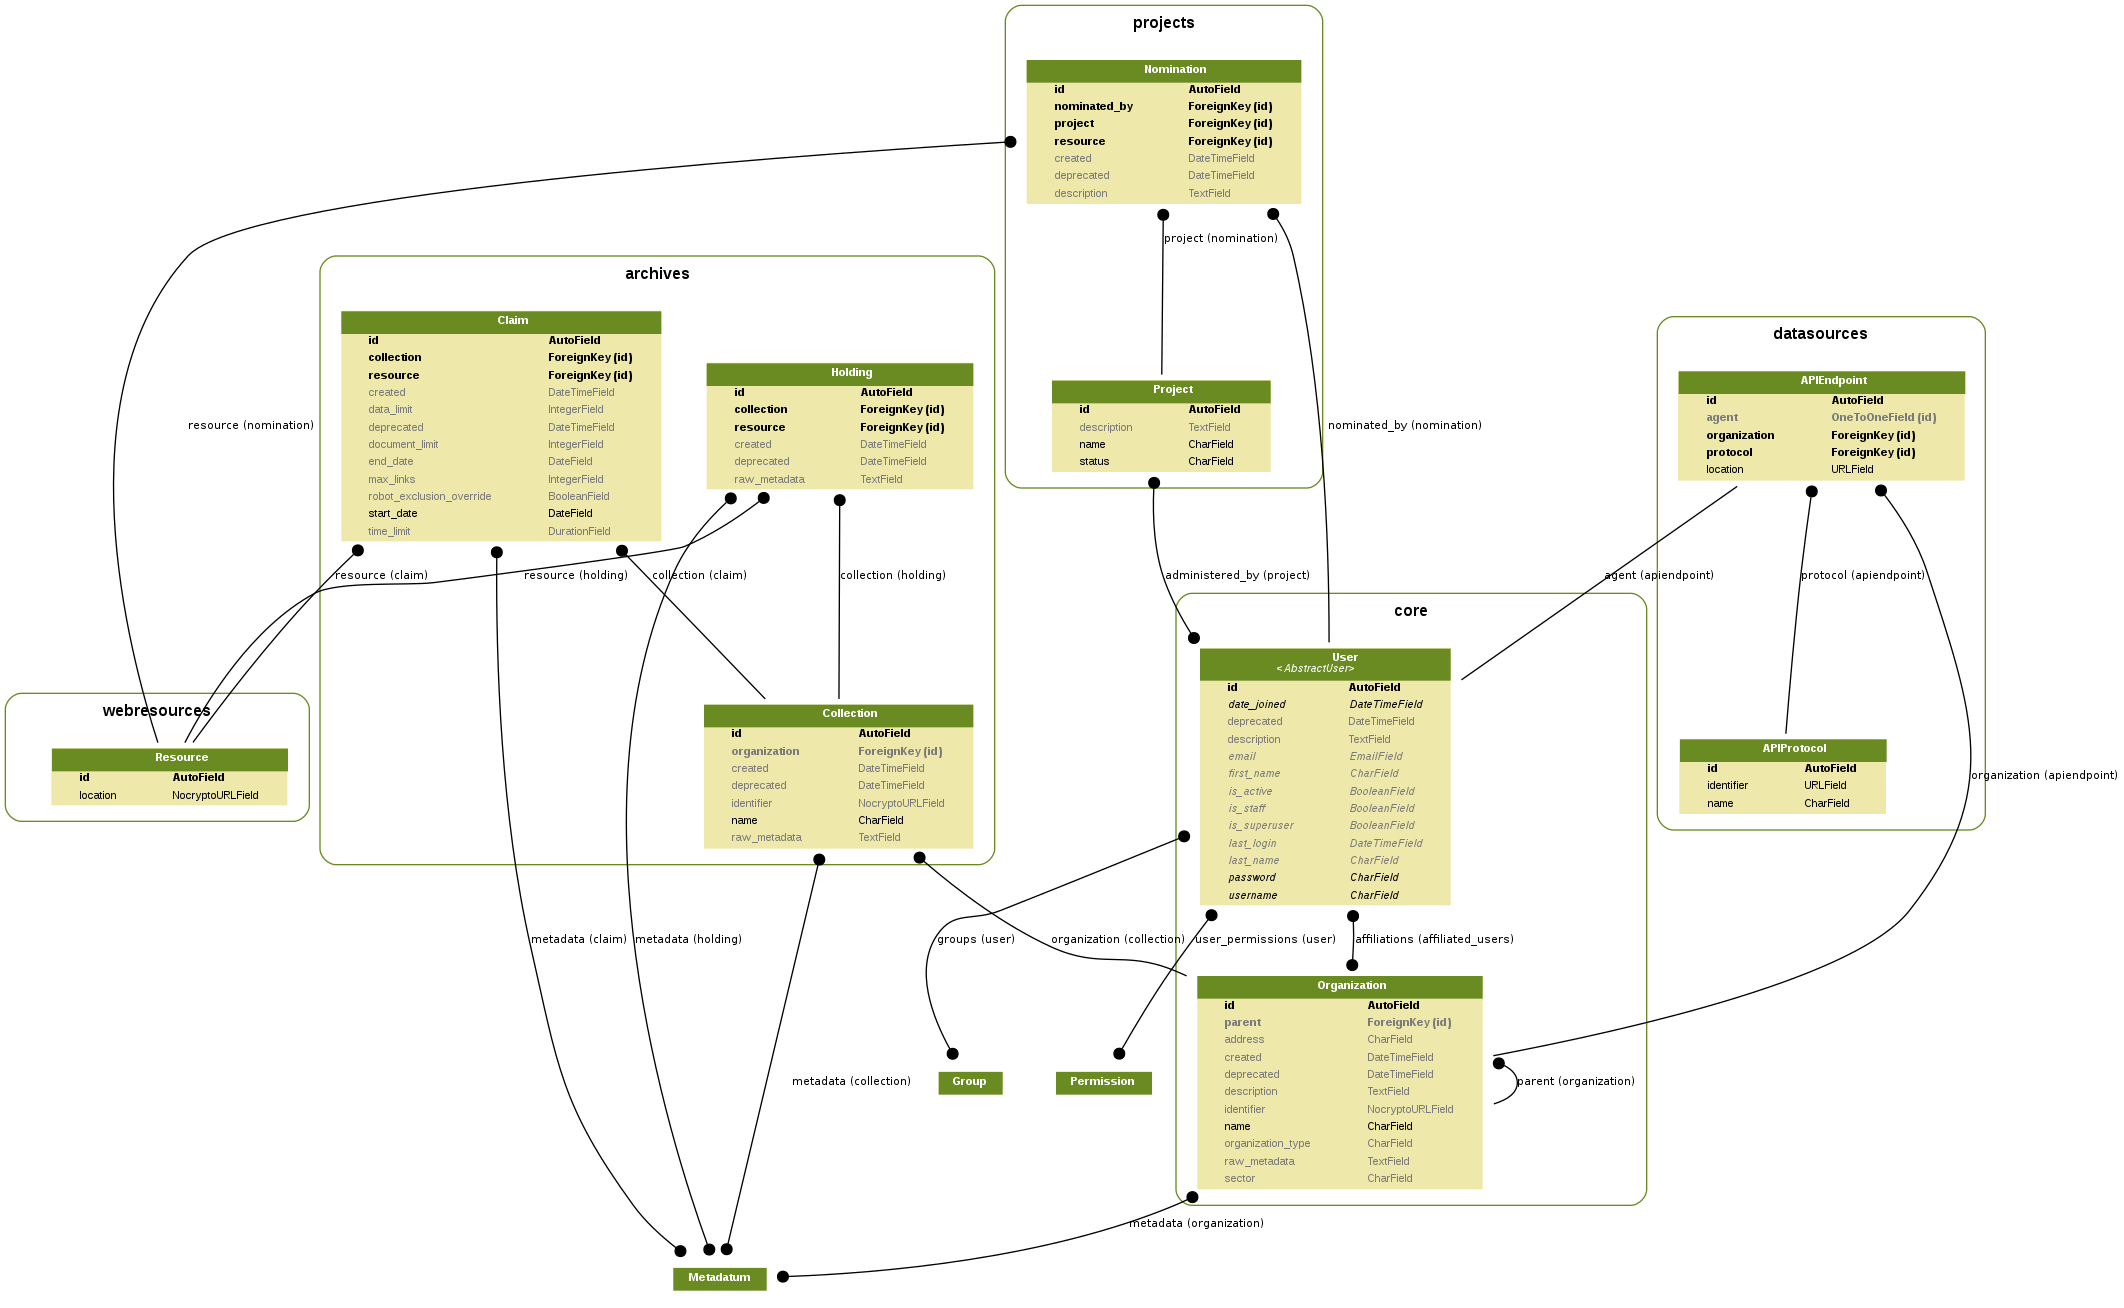 projects
Nomination
id AutoField
nominated_by ForeignKey (id)
project ForeignKey (id)
resource ForeignKey (id)
created DateTimeField
deprecated DateTimeField
description TextField
project (nomination)
Project
id AutoField
description TextField
name CharField
status CharField
resource (nomination)
nominated_by (nomination)
archives
Claim
id AutoField
collection ForeignKey (id)
resource ForeignKey (id)
created DateTimeField
data_limit IntegerField
deprecated DateTimeField
document_limit IntegerField
end_date DateField
max_links IntegerField
robot_exclusion_override BooleanField
start_date DateField
time_limit DurationField
Holding
id AutoField
collection ForeignKey (id)
resource ForeignKey (id)
created DateTimeField
deprecated DateTimeField
raw_metadata TextField
resource (claim)
resource (holding)
collection (claim)
collection (holding)
Collection
id AutoField
organization ForeignKey (id)
created DateTimeField
deprecated DateTimeField
identifier NocryptoURLField
name CharField
raw_metadata TextField
datasources
APIEndpoint
id AutoField
agent OneToOneField (id)
organization ForeignKey (id)
protocol ForeignKey (id)
location URLField
administered_by (project)
agent (apiendpoint)
protocol (apiendpoint)
APIProtocol
id AutoField
identifier URLField
name CharField
organization (apiendpoint)
webresources
Resource
id AutoField
location NocryptoURLField
core
User
<AbstractUser>
id AutoField
date_joined DateTimeField
deprecated DateTimeField
description TextField
email EmailField
first_name CharField
is_active BooleanField
is_staff BooleanField
is_superuser BooleanField
last_login DateTimeField
last_name CharField
password CharField
username CharField
metadata (claim)
metadata (holding)
groups (user)
organization (collection)
user_permissions (user)
affiliations (affiliated_users)
Organization
id AutoField
parent ForeignKey (id)
address CharField
created DateTimeField
deprecated DateTimeField
description TextField
identifier NocryptoURLField
name CharField
organization_type CharField
raw_metadata TextField
sector CharField
parent (organization)
metadata (collection)
Group
Permission
metadata (organization)
Metadatum